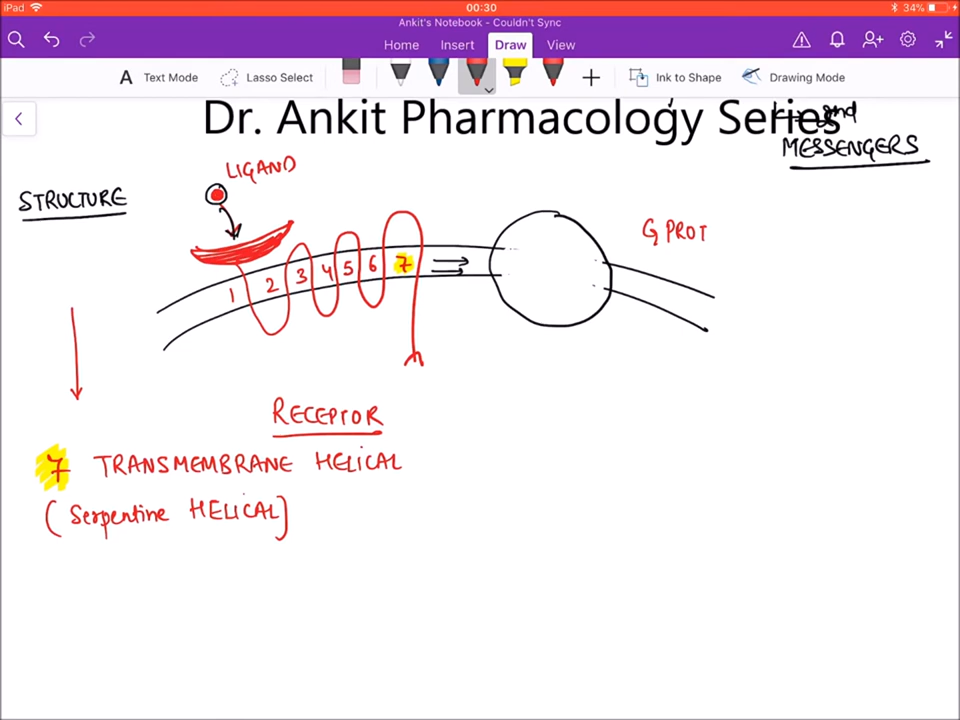 iPad
00:30
34%
Ankit's Notebook - Couldn't Sync
Home Insert Draw View
A Text Mode
Lasso Select
Ink to Shape
Drawing Mode
Dr. Ankit Pharmacology Series
2nd
MESSENGERS
LIGAND
STRUCTURE
G PROT
1 2 3 4 5 6 7
RECEPTOR
7 TRANSMEMBRANE HELICAL
(Serpentine HELICAL)